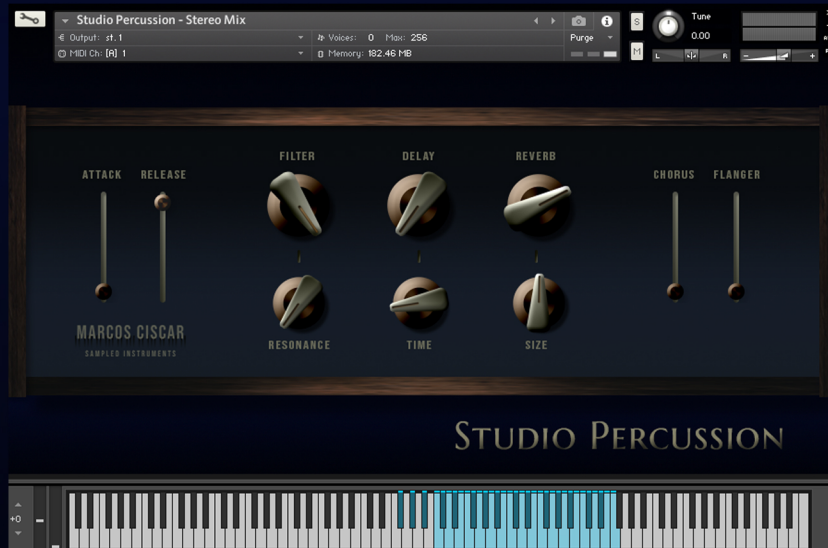 Studio Percussion - Stereo Mix
Output: st. 1
Voices: 0 Max: 256
Purge
MIDI Ch: [A] 1
Memory: 182.46 MB
S
M
Tune
0.00
L R
- +
ATTACK RELEASE
FILTER
DELAY
REVERB
CHORUS FLANGER
MARCOS CISCAR
SAMPLED INSTRUMENTS
RESONANCE
TIME
SIZE
STUDIO PERCUSSION
+0